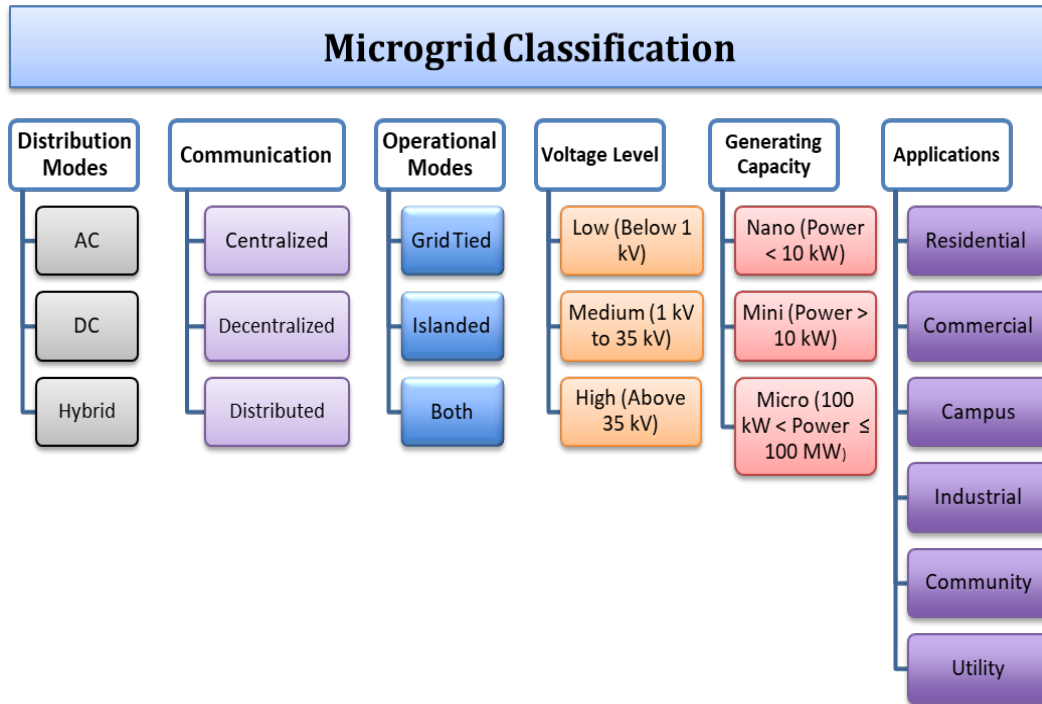 Microgrid Classification
Distribution
Modes
AC
DC
Hybrid
Communication
Centralized
Decentralized
Distributed
Operational
Modes
Grid Tied
Islanded
Both
Voltage Level
Low (Below 1
kV)
Medium (1 kV
to 35 kV)
High (Above
35 kV)
Generating
Capacity
Nano (Power
< 10 kW)
Mini (Power >
10 kW)
Micro (100
kW < Power ≤
100 MW)
Applications
Residential
Commercial
Campus
Industrial
Community
Utility